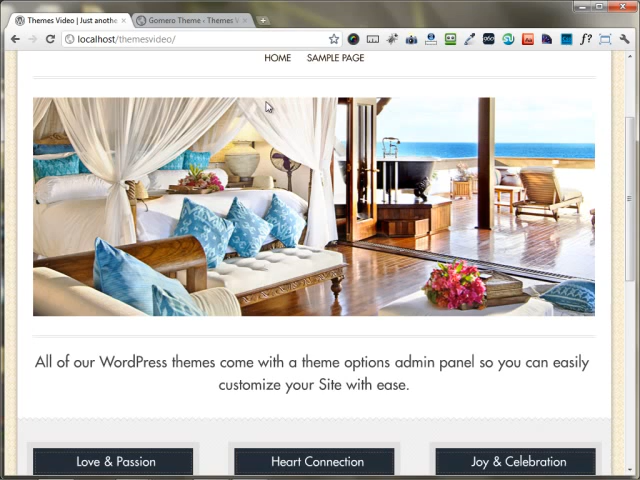 Themes Video | Just anothe
Gomero Theme ‹ Themes V
localhost/themesvideo/
960
f?
HOME SAMPLE PAGE
All of our WordPress themes come with a theme options admin panel so you can easily
customize your Site with ease.
Love & Passion
Heart Connection
Joy & Celebration